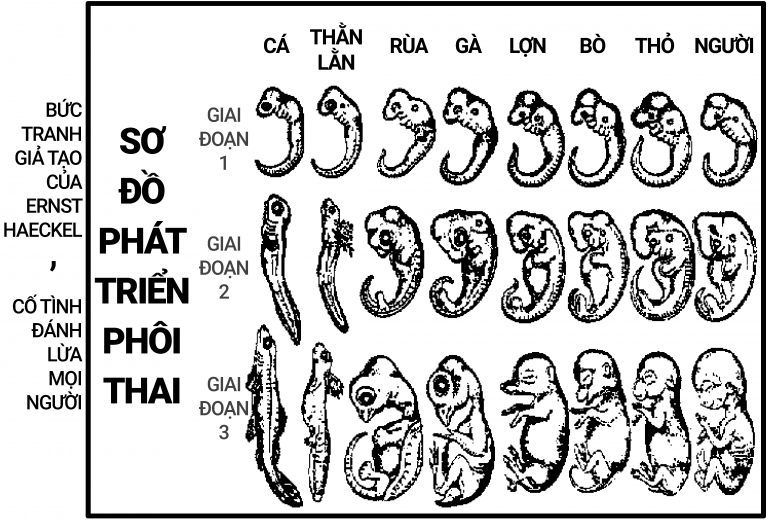 BỨC
TRANH
GIẢ TẠO
CỦA
ERNST
HAECKEL
,
CỐ TÌNH
ĐÁNH
LỪA
MỌI
NGƯỜI
SƠ
ĐỒ
PHÁT
TRIỂN
PHÔI
THAI
CÁ
THẰN
LẰN
RÙA
GÀ
LỢN
BÒ
THỎ
NGƯỜI
GIAI
ĐOẠN
1
GIAI
ĐOẠN
2
GIAI
ĐOẠN
3